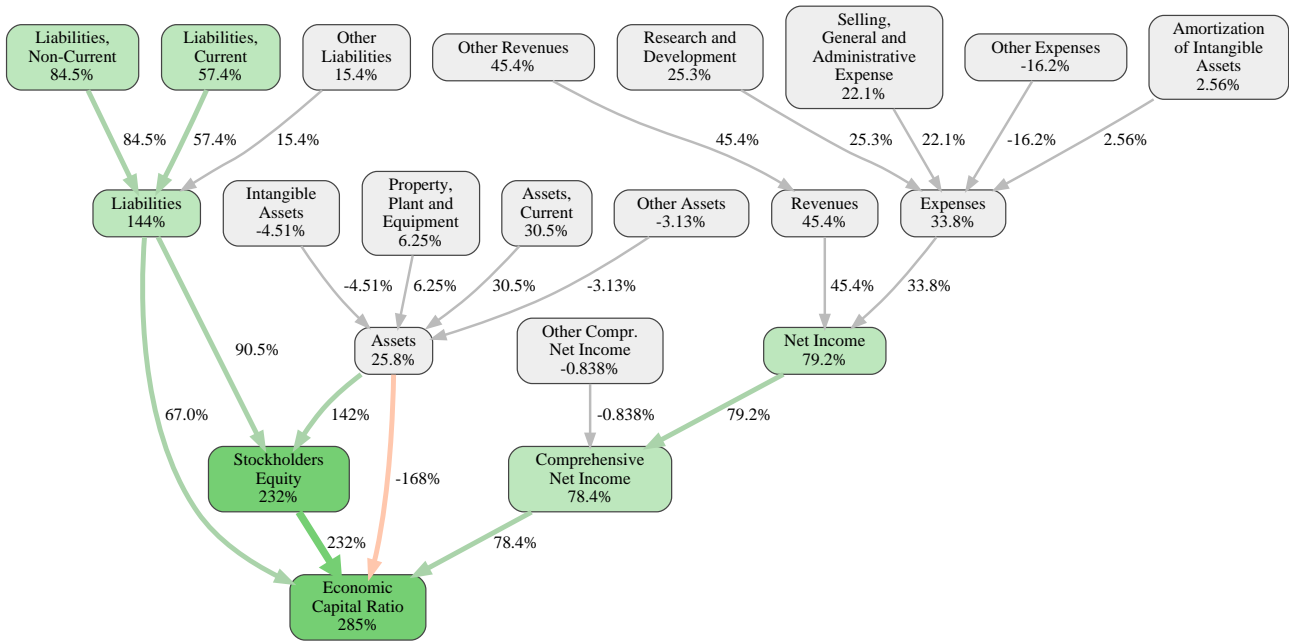 Liabilities,
Non-Current
84.5%
Liabilities,
Current
57.4%
Other
Liabilities
15.4%
Other Revenues
45.4%
Research and
Development
25.3%
Selling,
General and
Administrative
Expense
22.1%
Other Expenses
-16.2%
Amortization
of Intangible
Assets
2.56%
84.5%
57.4%
15.4%
45.4%
25.3%
22.1%
-16.2%
2.56%
Liabilities
144%
Intangible
Assets
-4.51%
Property,
Plant and
Equipment
6.25%
Assets,
Current
30.5%
Other Assets
-3.13%
Revenues
45.4%
Expenses
33.8%
-4.51%
6.25%
30.5%
-3.13%
45.4%
33.8%
90.5%
Assets
25.8%
Other Compr.
Net Income
-0.838%
Net Income
79.2%
67.0%
142%
-0.838%
79.2%
Stockholders
Equity
232%
-168%
Comprehensive
Net Income
78.4%
232%
78.4%
Economic
Capital Ratio
285%